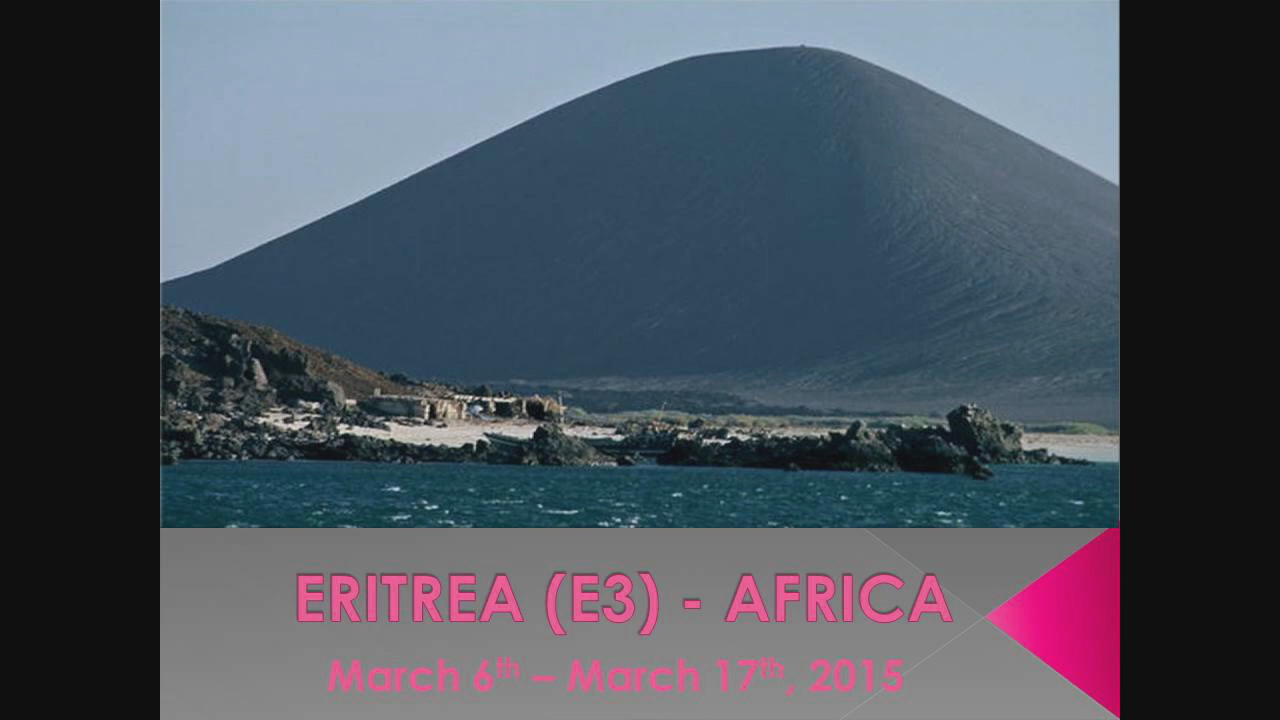 ERITREA (E3) - AFRICA
March 6th – March 17th, 2015